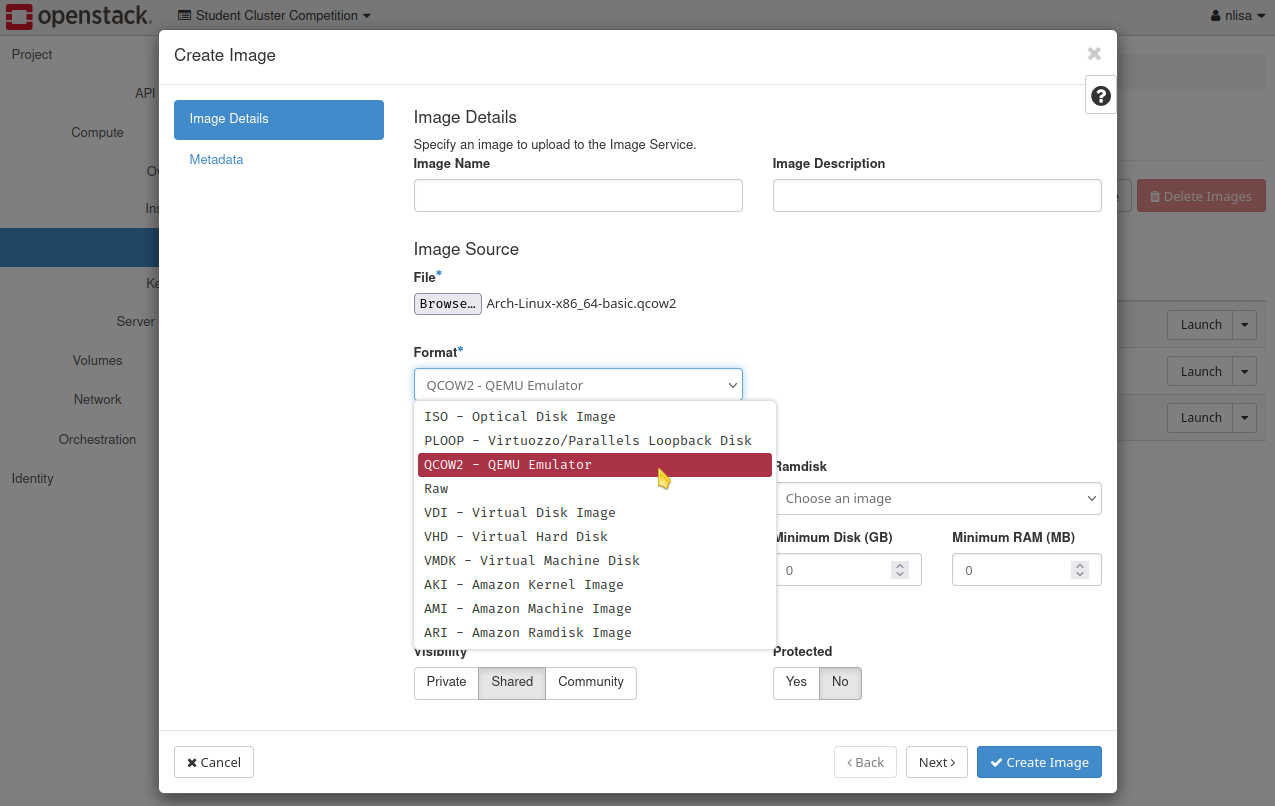 openstack.
Student Cluster Competition
nlisa
Project
API
Compute
Server
Volumes
Network
Orchestration
Identity
Create Image
Image Details
Metadata
Image Details
Specify an image to upload to the Image Service.
Image Name
Image Description
Delete Images
Image Source
File*
Browse… Arch-Linux-x86_64-basic.qcow2
Launch
Launch
Launch
Format*
QCOW2 - QEMU Emulator
ISO - Optical Disk Image
PLOOP - Virtuozzo/Parallels Loopback Disk
QCOW2 - QEMU Emulator
Raw
VDI - Virtual Disk Image
VHD - Virtual Hard Disk
VMDK - Virtual Machine Disk
AKI - Amazon Kernel Image
AMI - Amazon Machine Image
ARI - Amazon Ramdisk Image
Ramdisk
Choose an image
Minimum Disk (GB)
Minimum RAM (MB)
0
0
Visibility
Private Shared Community
Protected
Yes No
Cancel
Back
Next
Create Image